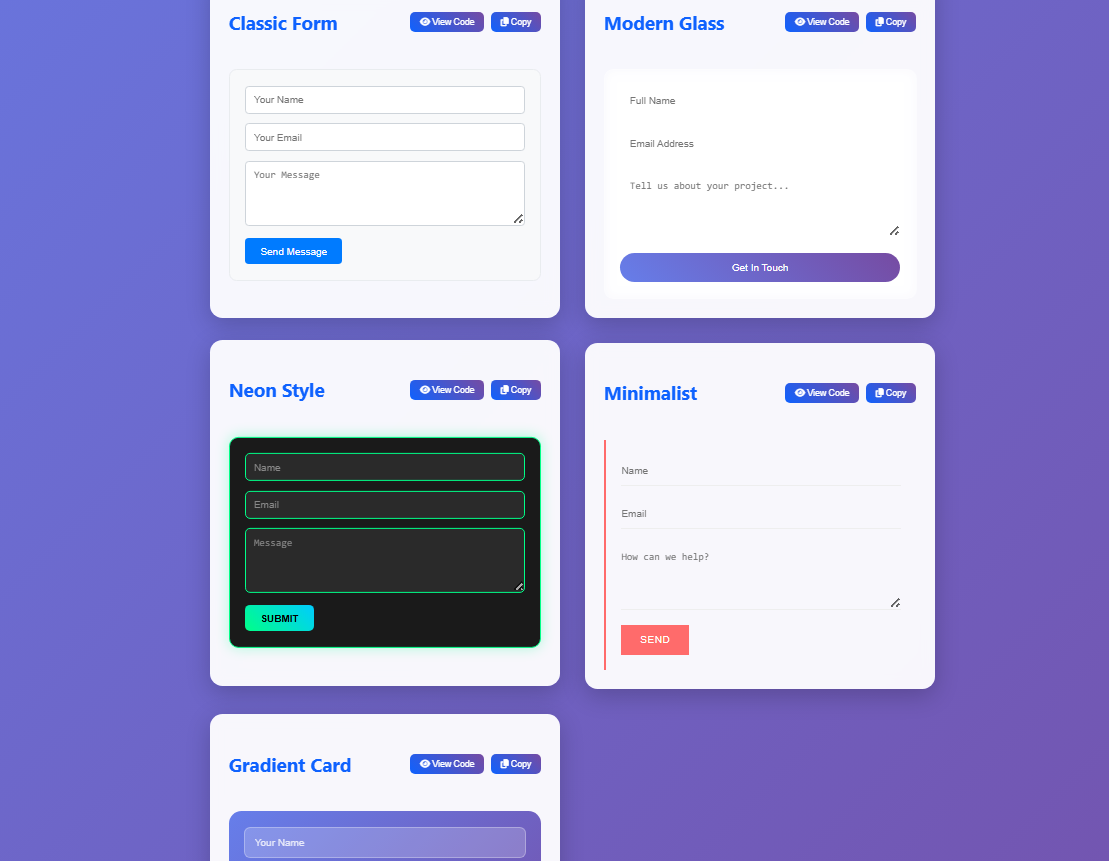 Classic Form
View Code
Copy
Your Name
Your Email
Your Message
Send Message
Modern Glass
View Code
Copy
Full Name
Email Address
Tell us about your project...
Get In Touch
Neon Style
View Code
Copy
Name
Email
Message
SUBMIT
Minimalist
View Code
Copy
Name
Email
How can we help?
SEND
Gradient Card
View Code
Copy
Your Name